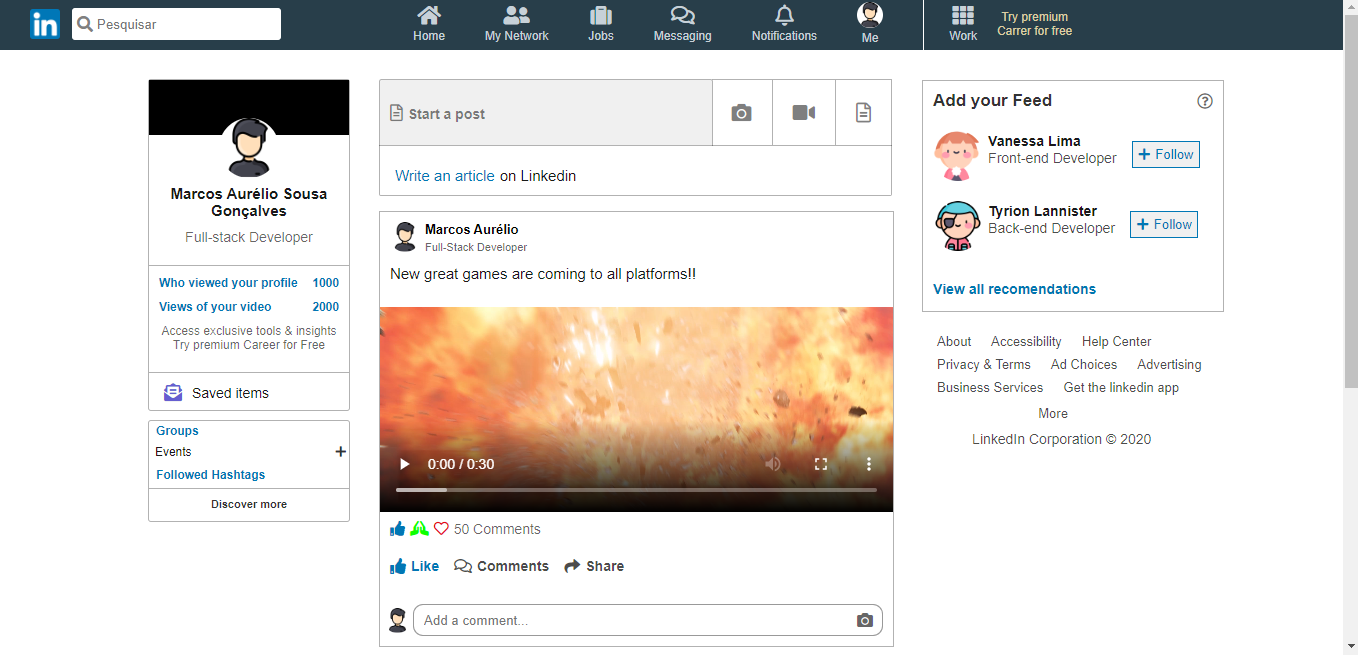 in
Pesquisar
Home
My Network
Jobs
Messaging
Notifications
Me
Work
Try premium
Carrer for free
Marcos Aurélio Sousa
Gonçalves
Full-stack Developer
Who viewed your profile 1000
Views of your video 2000
Access exclusive tools & insights
Try premium Career for Free
Saved items
Groups
Events
Followed Hashtags
Discover more
Start a post
Write an article on Linkedin
Marcos Aurélio
Full-Stack Developer
New great games are coming to all platforms!!
0:00 / 0:30
50 Comments
Like Comments Share
Add a comment...
Add your Feed
Vanessa Lima
Front-end Developer
+ Follow
Tyrion Lannister
Back-end Developer
+ Follow
View all recomendations
About Accessibility Help Center
Privacy & Terms Ad Choices Advertising
Business Services Get the linkedin app
More
LinkedIn Corporation © 2020